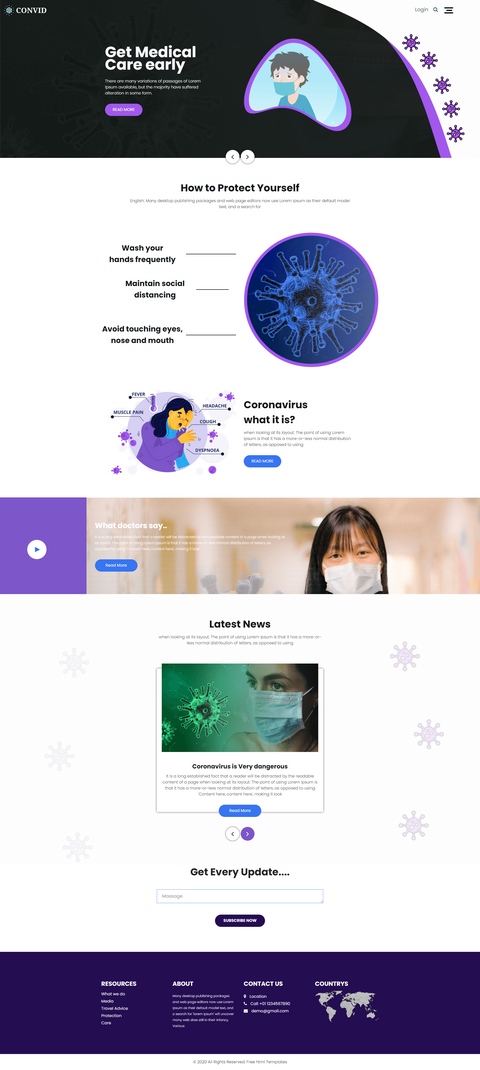 CONVID
Login
Get Medical
Care early
There are many variations of passages of Lorem
Ipsum available, but the majority have suffered
alteration in some form.
READ MORE
How to Protect Yourself
English. Many desktop publishing packages and web page editors now use Lorem Ipsum as their default model
text, and a search for
Wash your
hands frequently
Maintain social
distancing
Avoid touching eyes,
nose and mouth
FEVER
HEADACHE
MUSCLE PAIN
COUGH
DYSPNOEA
Coronavirus
what it is?
when looking at its layout. The point of using Lorem
Ipsum is that it has a more-or-less normal distribution
of letters, as opposed to using
READ MORE
What doctors say..
Read More
Latest News
when looking at its layout. The point of using Lorem Ipsum is that it has a more-or-
less normal distribution of letters, as opposed to using
Coronavirus is Very dangerous
It is a long established fact that a reader will be distracted by the readable
content of a page when looking at its layout. The point of using Lorem Ipsum is
that it has a more-or-less normal distribution of letters, as opposed to using
'Content here, content here', making it look
Read More
Get Every Update....
Massage
SUBSCRIBE NOW
RESOURCES
What we do
Media
Travel Advice
Protection
Care
ABOUT
Many desktop publishing packages
and web page editors now use Lorem
Ipsum as their default model text, and
a search for lorem ipsum will uncover
many web sites still in their infancy.
Various
CONTACT US
Location
Call +01 1234567890
demo@gmail.com
COUNTRYS
© 2020 All Rights Reserved. Free html Templates